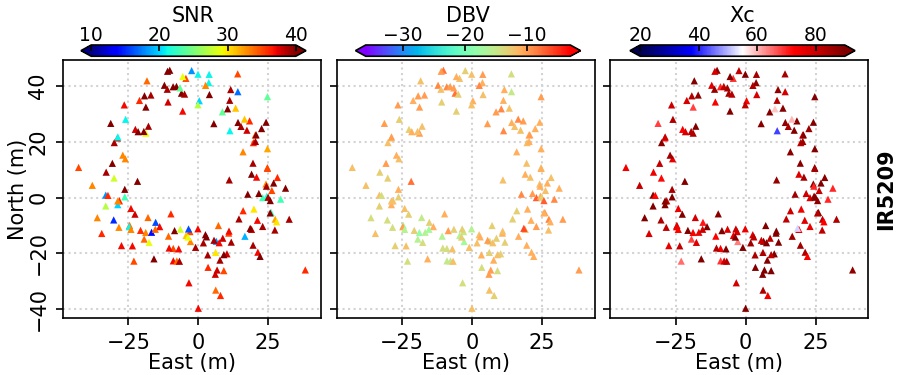 SNR DBV Xc
10 20 30 40 −30 −20 −10 20 40 60 80
40
20
0
−20
−40
North (m)
IR5209
−25 0 25 −25 0 25 −25 0 25
East (m) East (m) East (m)